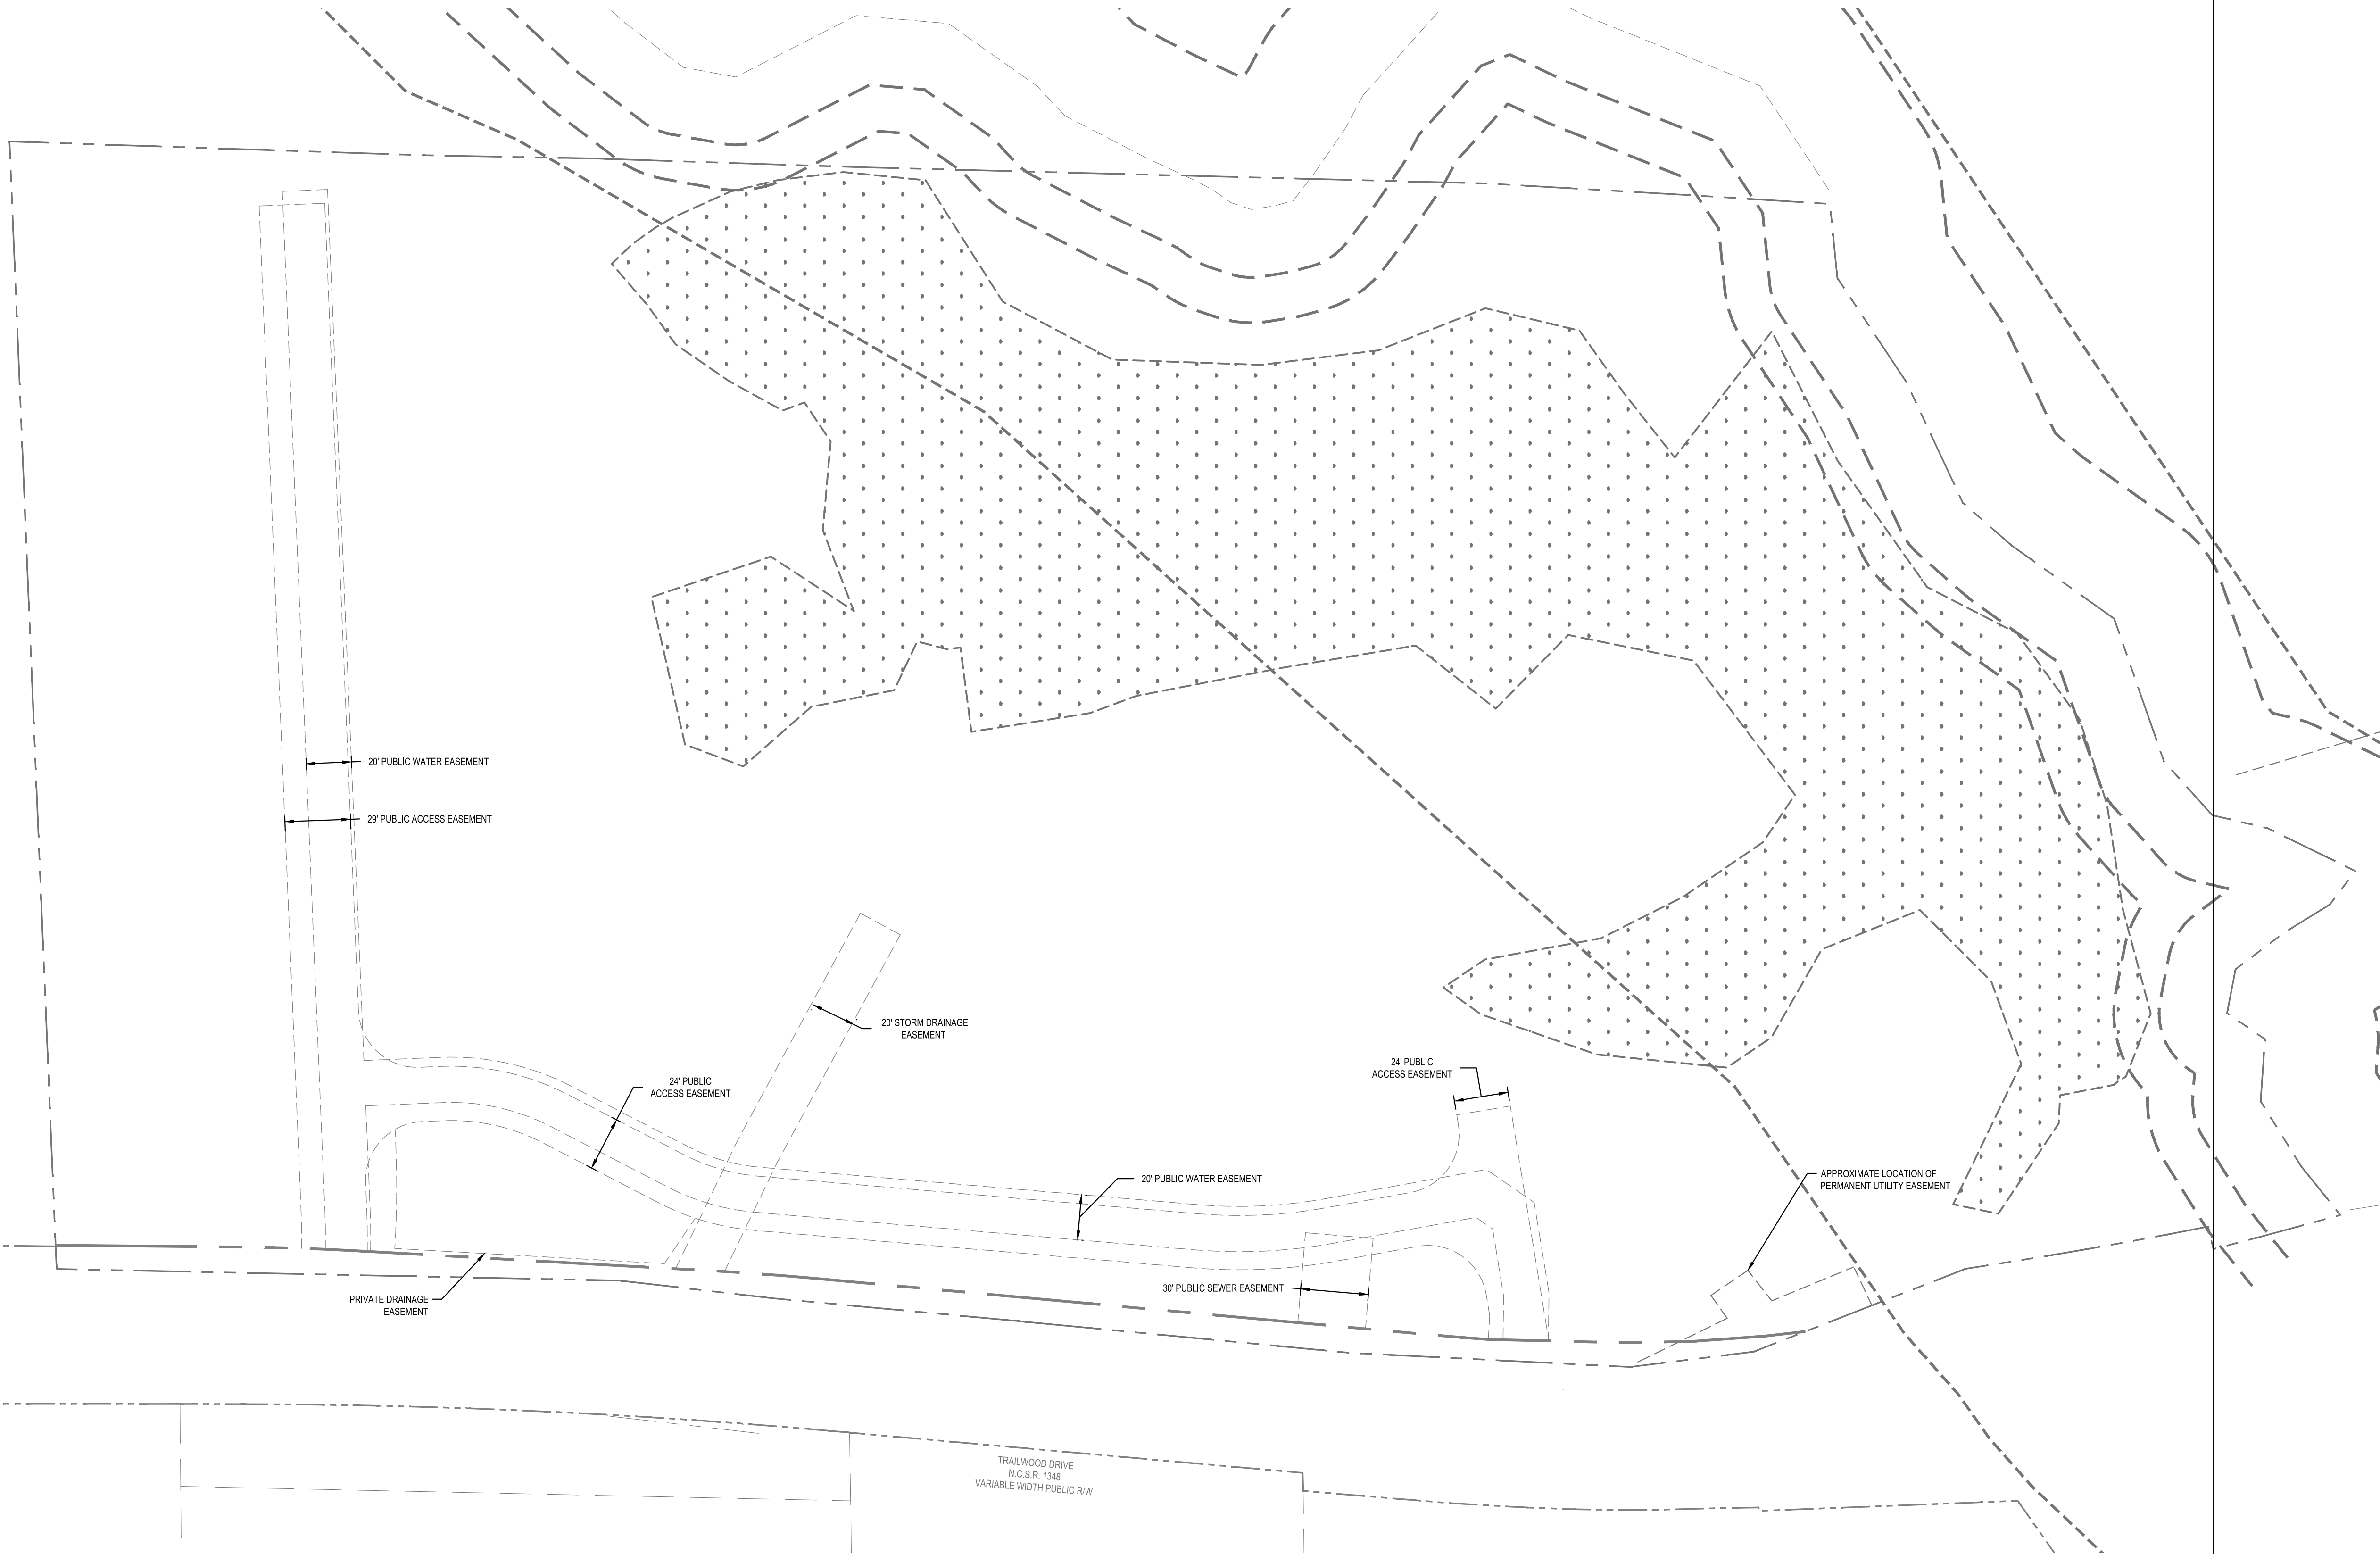 20' PUBLIC WATER EASEMENT
29' PUBLIC ACCESS EASEMENT
20' STORM DRAINAGE
EASEMENT
24' PUBLIC
ACCESS EASEMENT
24' PUBLIC
ACCESS EASEMENT
20' PUBLIC WATER EASEMENT
APPROXIMATE LOCATION OF
PERMANENT UTILITY EASEMENT
30' PUBLIC SEWER EASEMENT
PRIVATE DRAINAGE
EASEMENT
TRAILWOOD DRIVE
N.C.S.R. 1348
VARIABLE WIDTH PUBLIC R/W